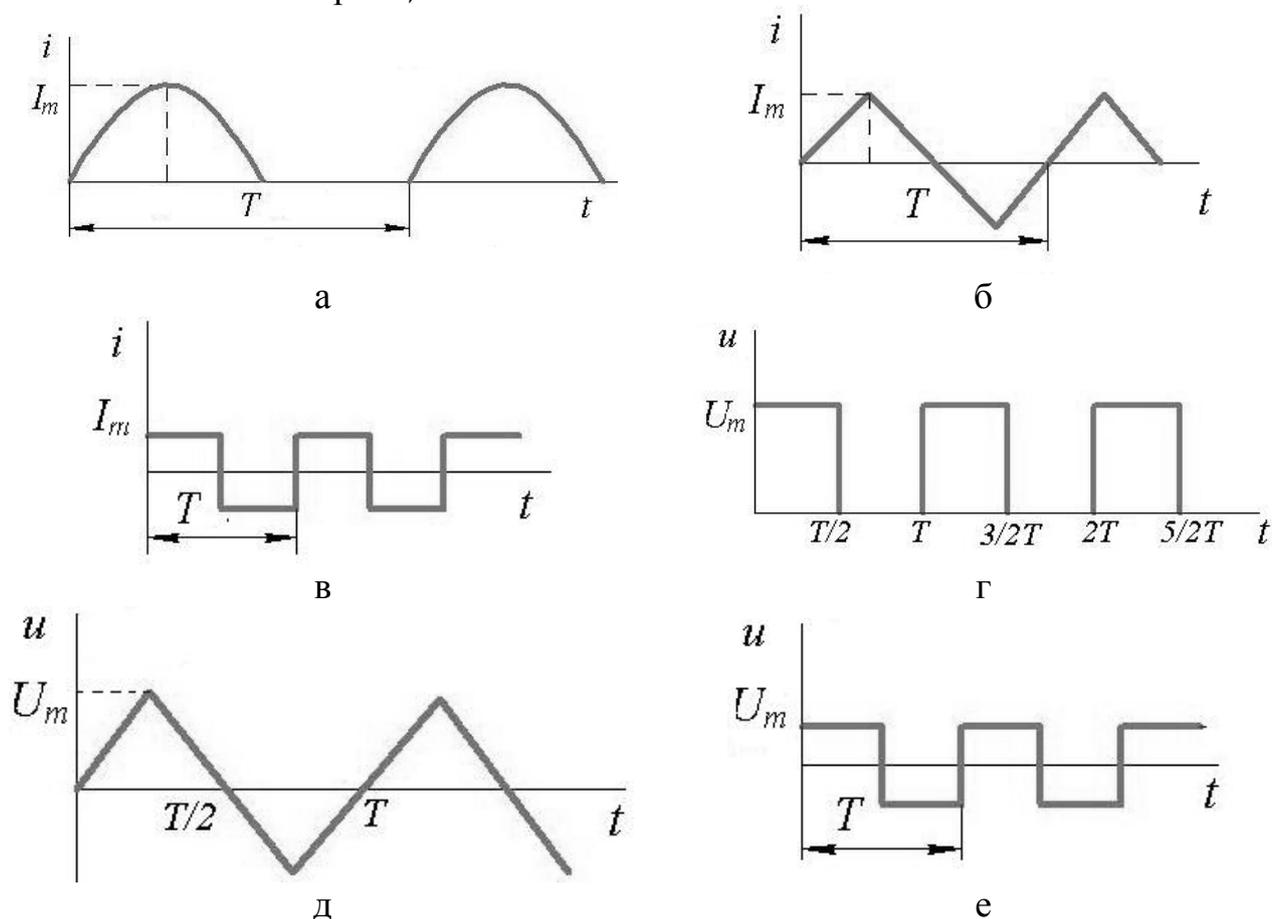 i
I_m
T
t
а
i
I_m
T
t
б
i
I_m
T
t
в
u
U_m
T/2 T 3/2T 2T 5/2T t
г
u
U_m
T/2 T t
д
u
U_m
T
t
е